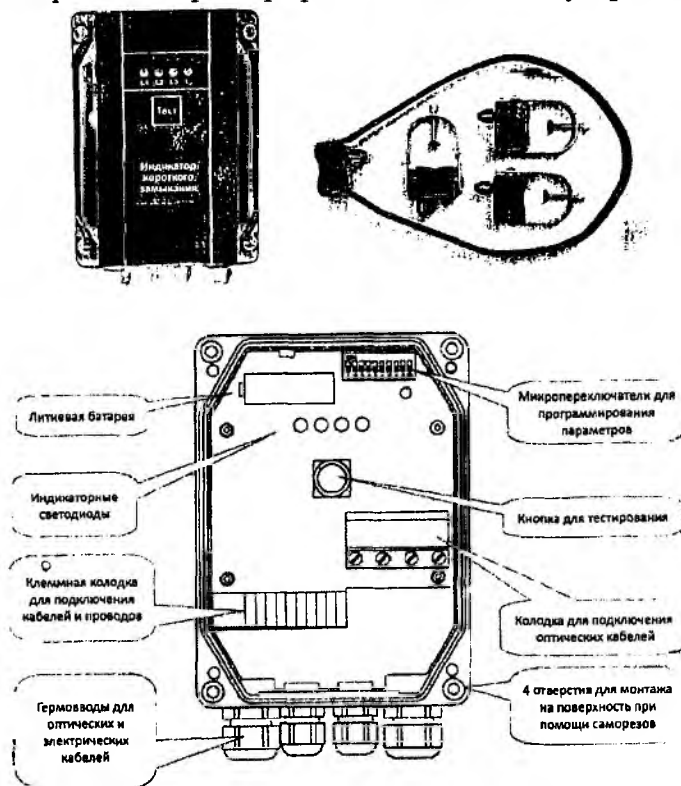 Тест
Индикатор
короткого
замыкания
Литиевая батарея
Микроперехлючатели для
программирования
параметров
Индикаторные
светодиоды
Кнопка для тестирования
Клеммная колодка
для подключения
кабелей и проводов
Колодка для подключения
оптических кабелей
Гермовводы для
оптических и
электрических
кабелей
4 отверстия для монтажа
на поверхность при
помощи саморезов